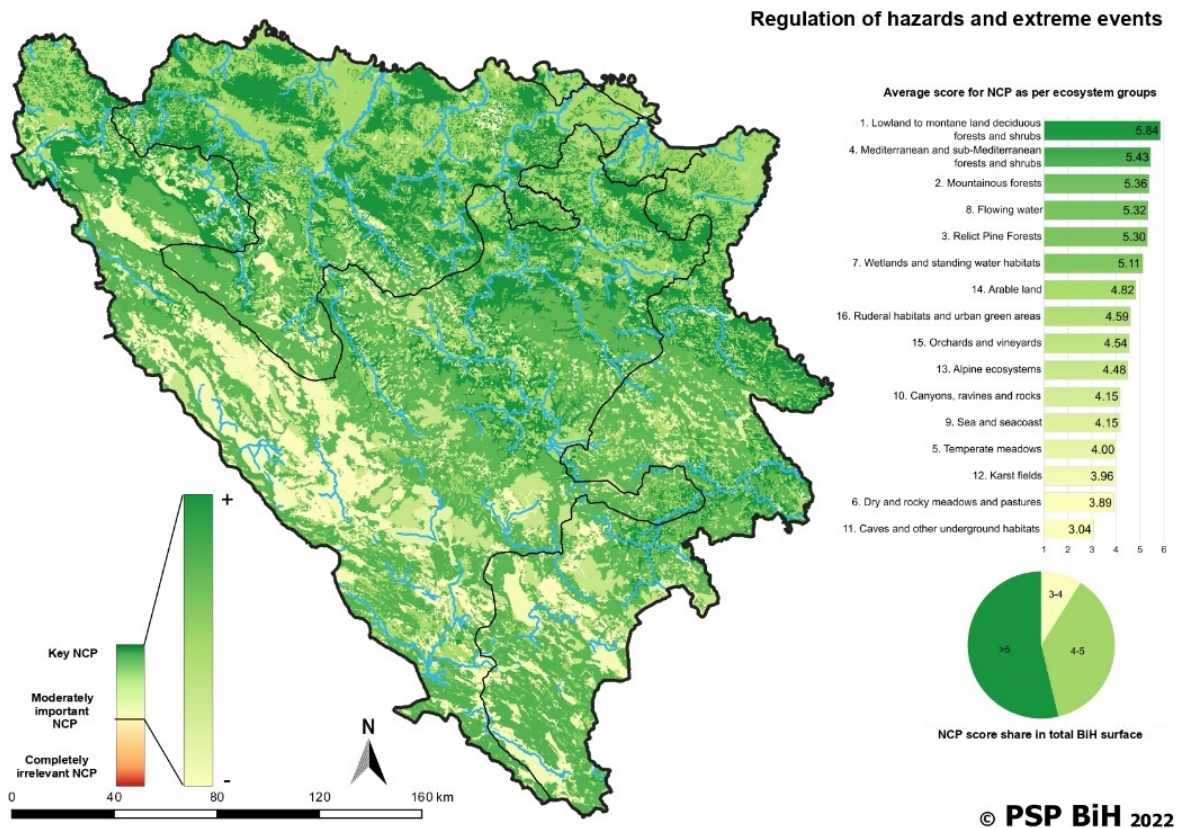 Regulation of hazards and extreme events
Average score for NCP as per ecosystem groups
1. Lowland to montane land deciduous
forests and shrubs
5.84
4. Mediterranean and sub-Mediterranean
forests and shrubs
5.43
2. Mountainous forests
5.36
8. Flowing water
5.32
3. Relict Pine Forests
5.30
7. Wetlands and standing water habitats
5.11
14. Arable land
4.82
16. Ruderal habitats and urban green areas
4.59
15. Orchards and vineyards
4.54
13. Alpine ecosystems
4.48
10. Canyons, ravines and rocks
4.15
9. Sea and seacoast
4.15
5. Temperate meadows
4.00
12. Karst fields
3.96
6. Dry and rocky meadows and pastures
3.89
11. Caves and other underground habitats
3.04
1 2 3 4 5 6
3-4
4-5
>5
NCP score share in total BiH surface
+
-
Key NCP
Moderately
important
NCP
Completely
irrelevant NCP
N
0 40 80 120 160 km
© PSP BiH 2022